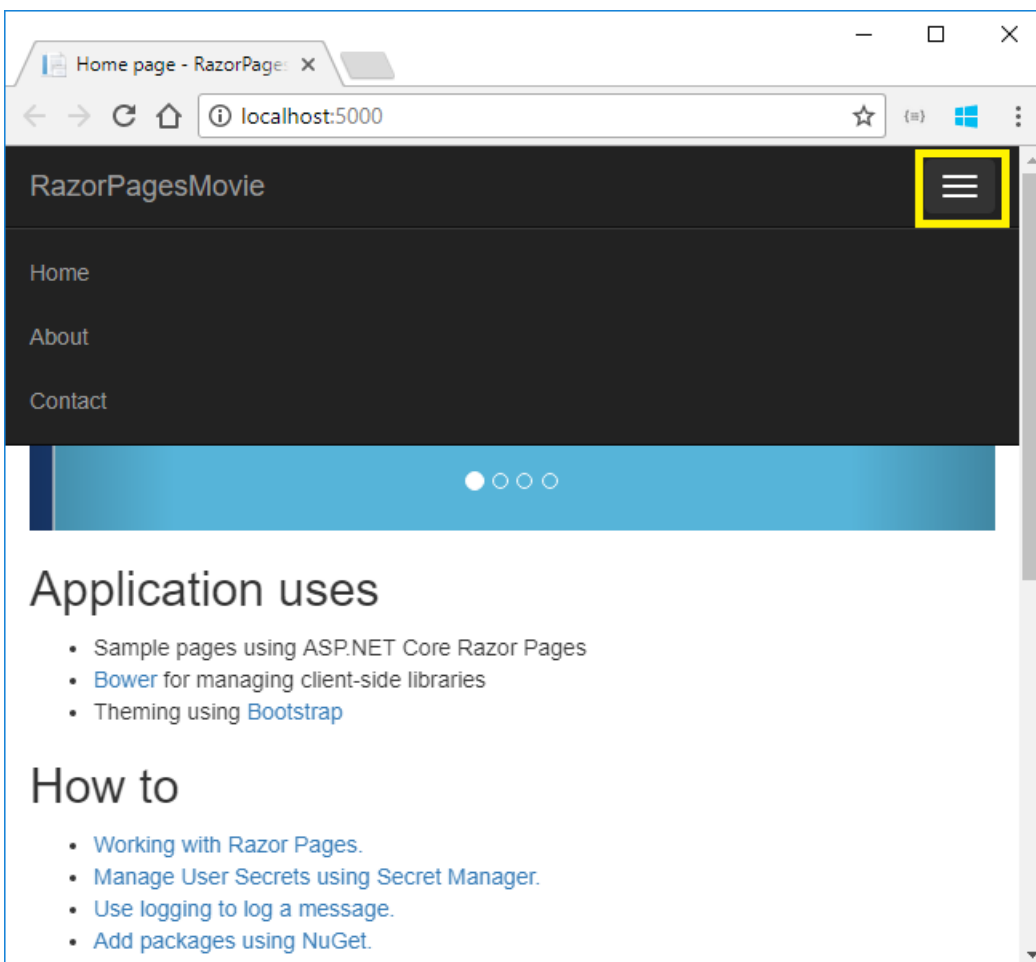 Home page - RazorPage
localhost:5000
RazorPagesMovie
Home
About
Contact
Application uses
Sample pages using ASP.NET Core Razor Pages
Bower for managing client-side libraries
Theming using Bootstrap
How to
Working with Razor Pages.
Manage User Secrets using Secret Manager.
Use logging to log a message.
Add packages using NuGet.